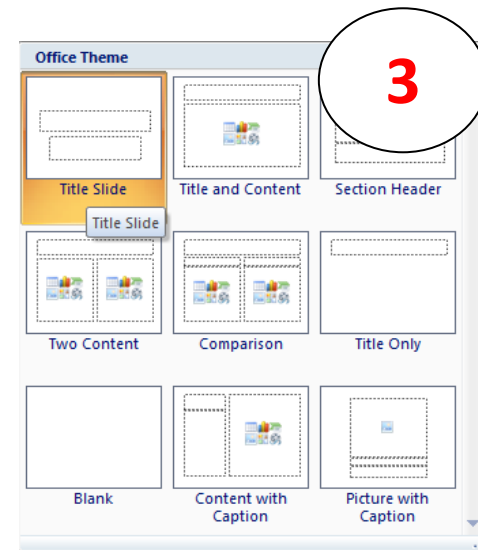 Office Theme
3
Title Slide
Title and Content
Section Header
Title Slide
Two Content
Comparison
Title Only
Blank
Content with
Caption
Picture with
Caption